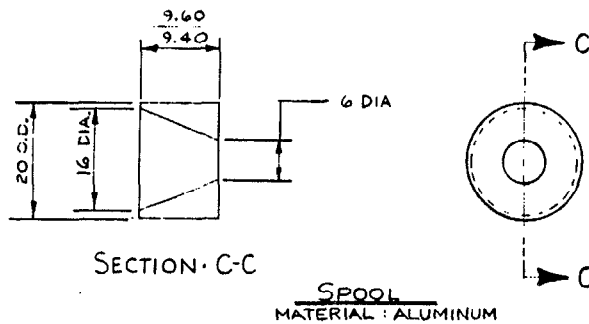 9.60
9.40
C
6 DIA
20 O.D.
16 DIA.
SECTION · C-C
C
SPOOL
MATERIAL : ALUMINUM